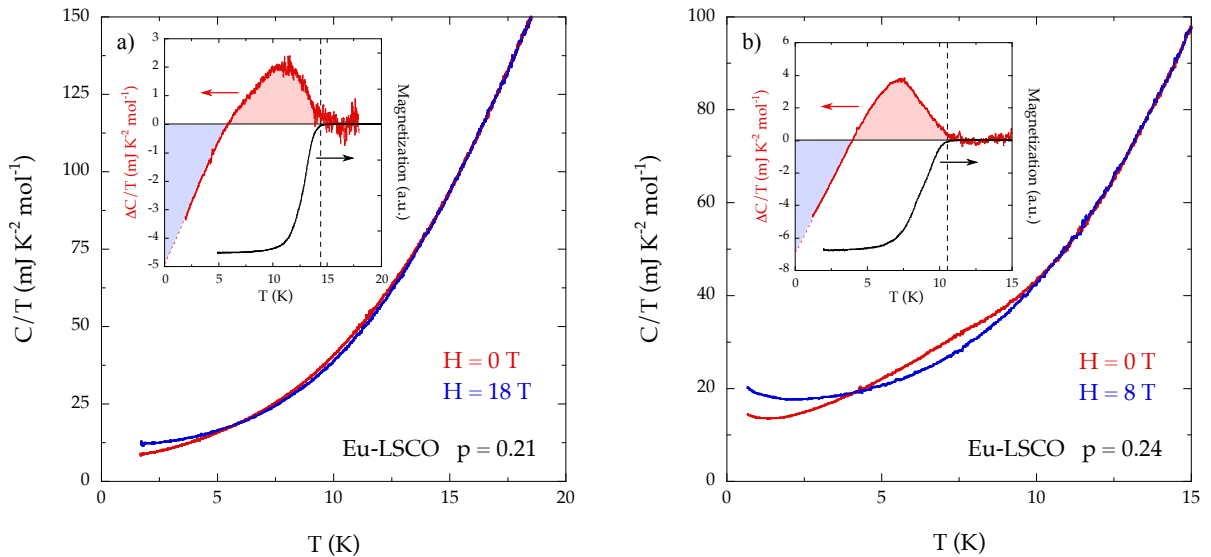 a)
C/T (mJ K-2 mol-1)
150
125
100
75
50
25
0
0
5
10
15
20
T (K)
ΔC/T (mJ K-2 mol-1)
3
2
1
0
-1
-2
-3
-4
-5
0
5
10
15
20
T (K)
Magnetization (a.u.)
H = 0 T
H = 18 T
Eu-LSCO p = 0.21
b)
C/T (mJ K-2 mol-1)
100
80
60
40
20
0
0
5
10
15
T (K)
ΔC/T (mJ K-2 mol-1)
6
4
2
0
-2
-4
-6
-8
0
5
10
15
T (K)
Magnetization (a.u.)
H = 0 T
H = 8 T
Eu-LSCO p = 0.24